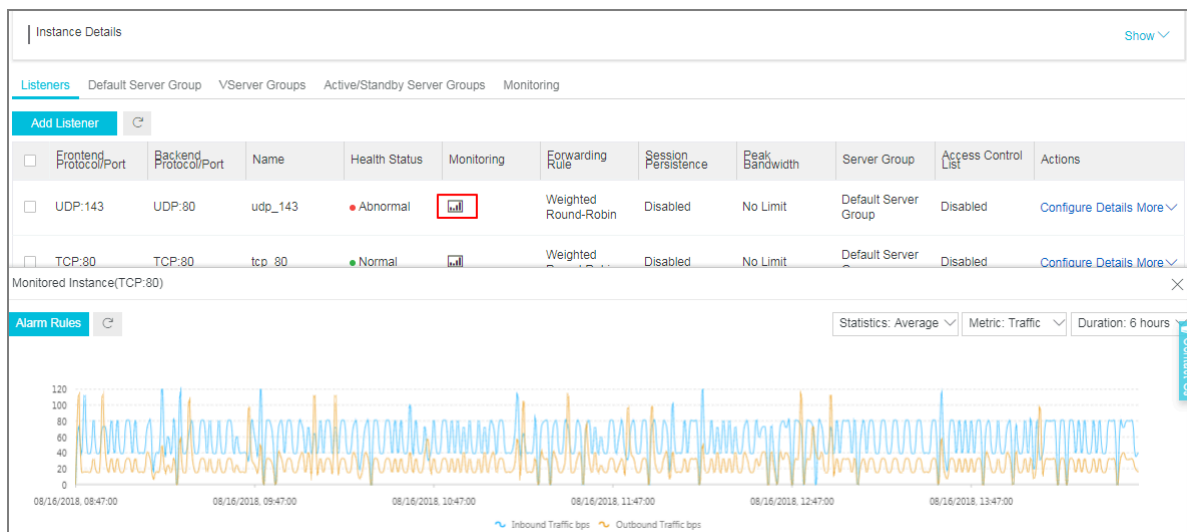 Instance Details
Show
Listeners Default Server Group VServer Groups Active/Standby Server Groups Monitoring
Add Listener
Frontend Protocol/Port Backend Protocol/Port Name Health Status Monitoring Forwarding Rule Session Persistence Peak Bandwidth Server Group Access Control List Actions
UDP:143 UDP:80 udp_143 Abnormal Weighted Round-Robin Disabled No Limit Default Server Group Disabled Configure Details More
TCP:80 TCP:80 tcp_80 Normal Weighted Disabled No Limit Default Server Disabled Configure Details More
Monitored Instance(TCP:80)
Alarm Rules
Statistics: Average Metric: Traffic Duration: 6 hours
120
100
80
60
40
20
0
08/16/2018, 08:47:00 08/16/2018, 09:47:00 08/16/2018, 10:47:00 08/16/2018, 11:47:00 08/16/2018, 12:47:00 08/16/2018, 13:47:00
Inbound Traffic bps Outbound Traffic bps